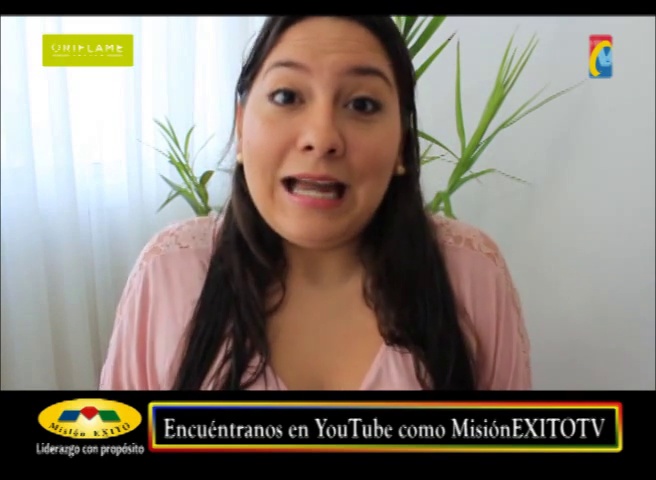 ORIFLAME
Misión EXITO
Liderazgo con propósito
Encuéntranos en YouTube como MisiónEXITOTV